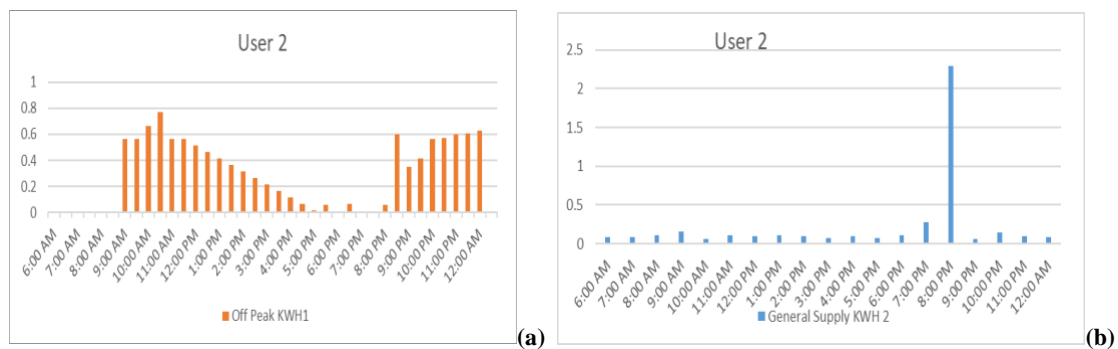 User 2
1
0.8
0.6
0.4
0.2
0
6:00 AM
7:00 AM
8:00 AM
9:00 AM
10:00 AM
11:00 AM
12:00 PM
1:00 PM
2:00 PM
3:00 PM
4:00 PM
5:00 PM
6:00 PM
7:00 PM
8:00 PM
9:00 PM
10:00 PM
11:00 PM
12:00 AM
Off Peak KWH1
(a)
User 2
2.5
2
1.5
1
0.5
0
6:00 AM
7:00 AM
8:00 AM
9:00 AM
10:00 AM
11:00 AM
12:00 PM
1:00 PM
2:00 PM
3:00 PM
4:00 PM
5:00 PM
6:00 PM
7:00 PM
8:00 PM
9:00 PM
10:00 PM
11:00 PM
12:00 AM
General Supply KWH 2
(b)